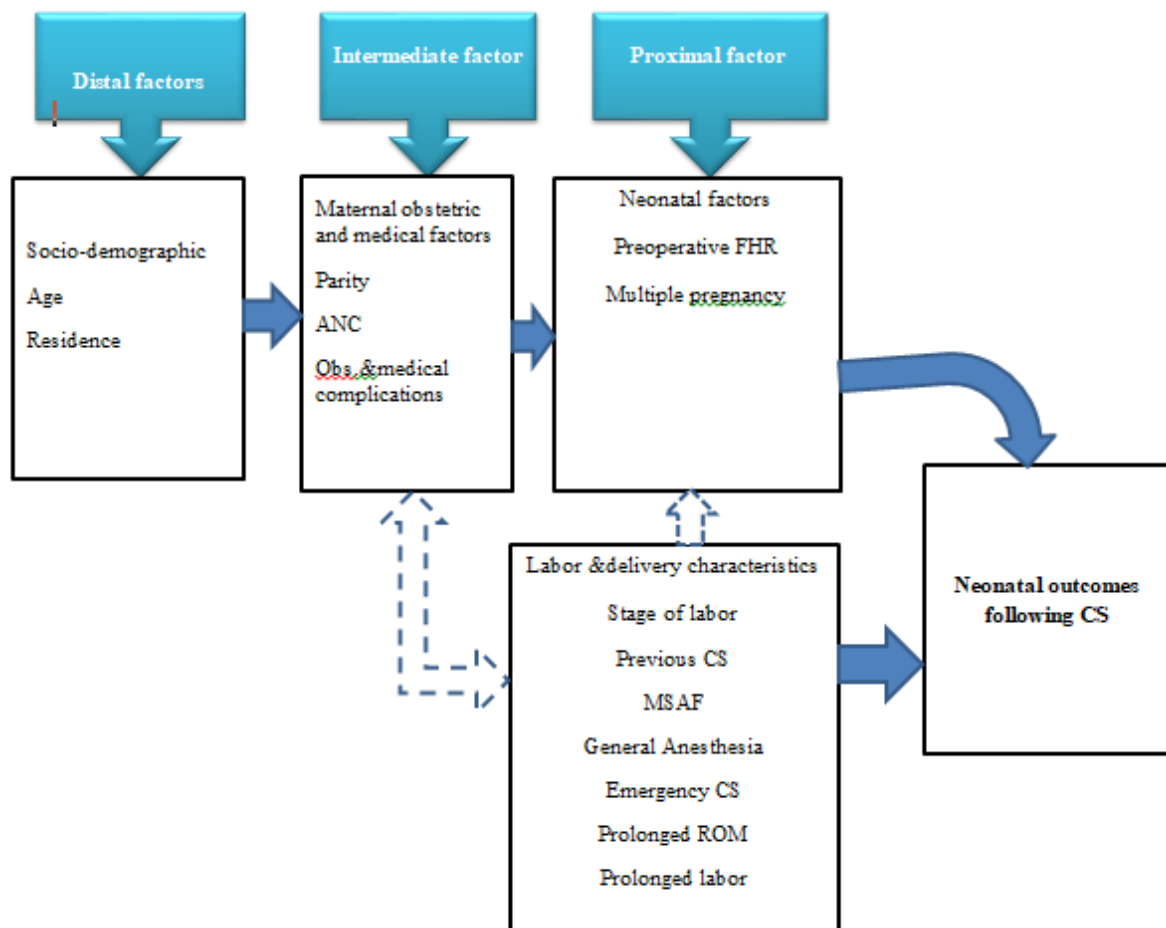 Distal factors
Intermediate factor
Proximal factor
Socio-demographic
Age
Residence
Maternal obstetric
and medical factors
Parity
ANC
Obs.&medical
complications
Neonatal factors
Preoperative FHR
Multiple pregnancy
Labor &delivery characteristics
Stage of labor
Previous CS
MSAF
General Anesthesia
Emergency CS
Prolonged ROM
Prolonged labor
Neonatal outcomes
following CS